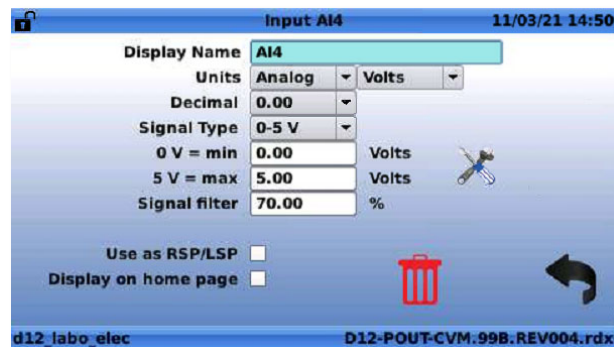 Input AI4 11/03/21 14:50
Display Name AI4
Units Analog Volts
Decimal 0.00
Signal Type 0-5 V
0 V = min 0.00 Volts
5 V = max 5.00 Volts
Signal filter 70.00 %
Use as RSP/LSP
Display on home page
d12_labo_elec D12-POUT-CVM.99B.REV004.rdx